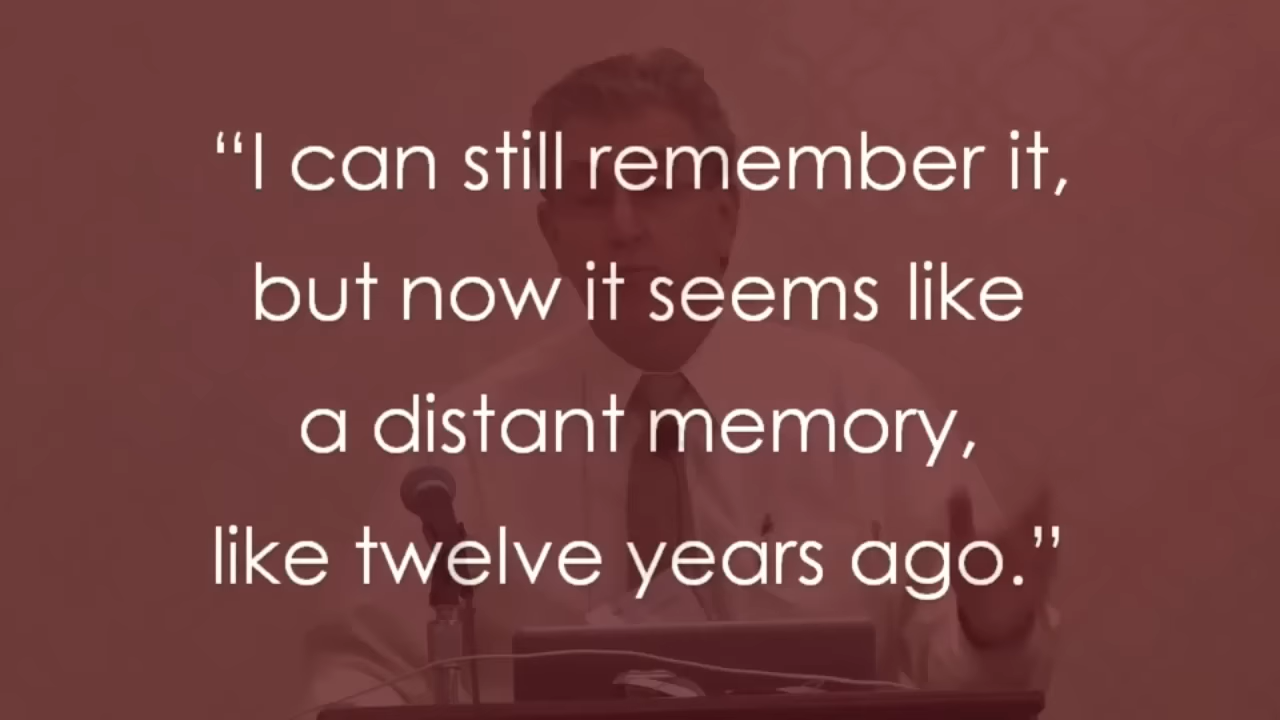 “I can still remember it,
but now it seems like
a distant memory,
like twelve years ago.”